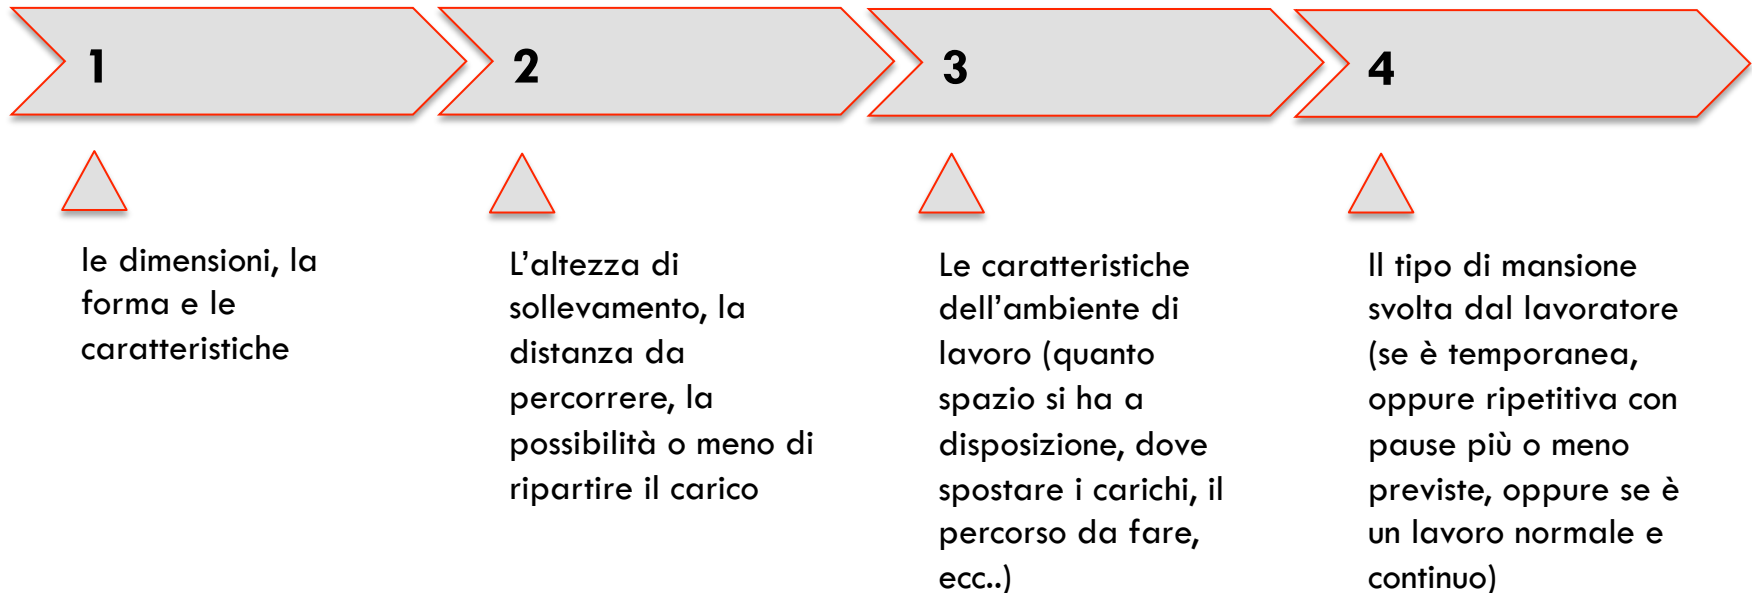 1
le dimensioni, la
forma e le
caratteristiche
2
L’altezza di
sollevamento, la
distanza da
percorrere, la
possibilità o meno di
ripartire il carico
3
Le caratteristiche
dell’ambiente di
lavoro (quanto
spazio si ha a
disposizione, dove
spostare i carichi, il
percorso da fare,
ecc..)
4
Il tipo di mansione
svolta dal lavoratore
(se è temporanea,
oppure ripetitiva con
pause più o meno
previste, oppure se è
un lavoro normale e
continuo)